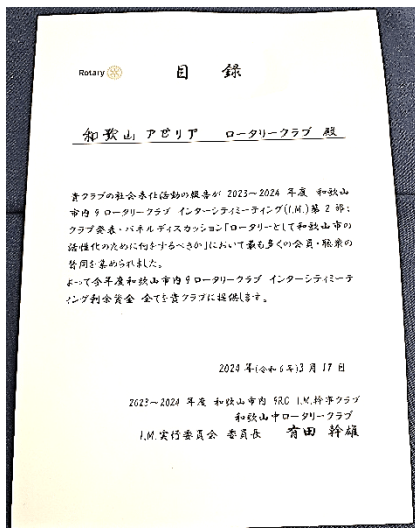 Rotary
目録
和歌山 アゼリア ロータリークラブ 殿
貴クラブの社会奉仕活動の報告が 2023～2024 年度 和歌山
市内 9 ロータリークラブ インターシティミーティング(I.M.)第 2 部；
クラブ発表・パネルディスカッション「ロータリーとして和歌山市の
活性化のために何をするべきか」において最も多くの会員・聴衆の
賛同を集められました。
よって今年度和歌山市内 9 ロータリークラブ インターシティミーテ
ィング剰余資金 全てを貴クラブに提供します。
2024 年(令和 6 年)3 月 17 日
2023～2024 年度 和歌山市内 9RC I.M.幹事クラブ
和歌山中ロータリークラブ
I.M.実行委員会 委員長 有田 幹雄